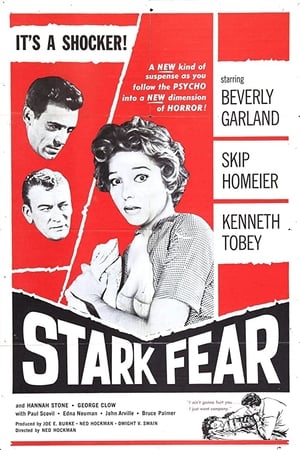 IT'S A SHOCKER!
A NEW kind of
suspense as you
follow the PSYCHO
into a NEW dimension
of HORROR!
starring
BEVERLY
GARLAND
SKIP
HOMEIER
KENNETH
TOBEY
STARK FEAR
and HANNAH STONE • GEORGE CLOW
with Paul Scovil • Edna Neuman • John Arville • Bruce Palmer
Produced by JOE E. BURKE • NED HOCKMAN • DWIGHT V. SWAIN
Directed by NED HOCKMAN
"I ain't gonna hurt you...
I just want company."